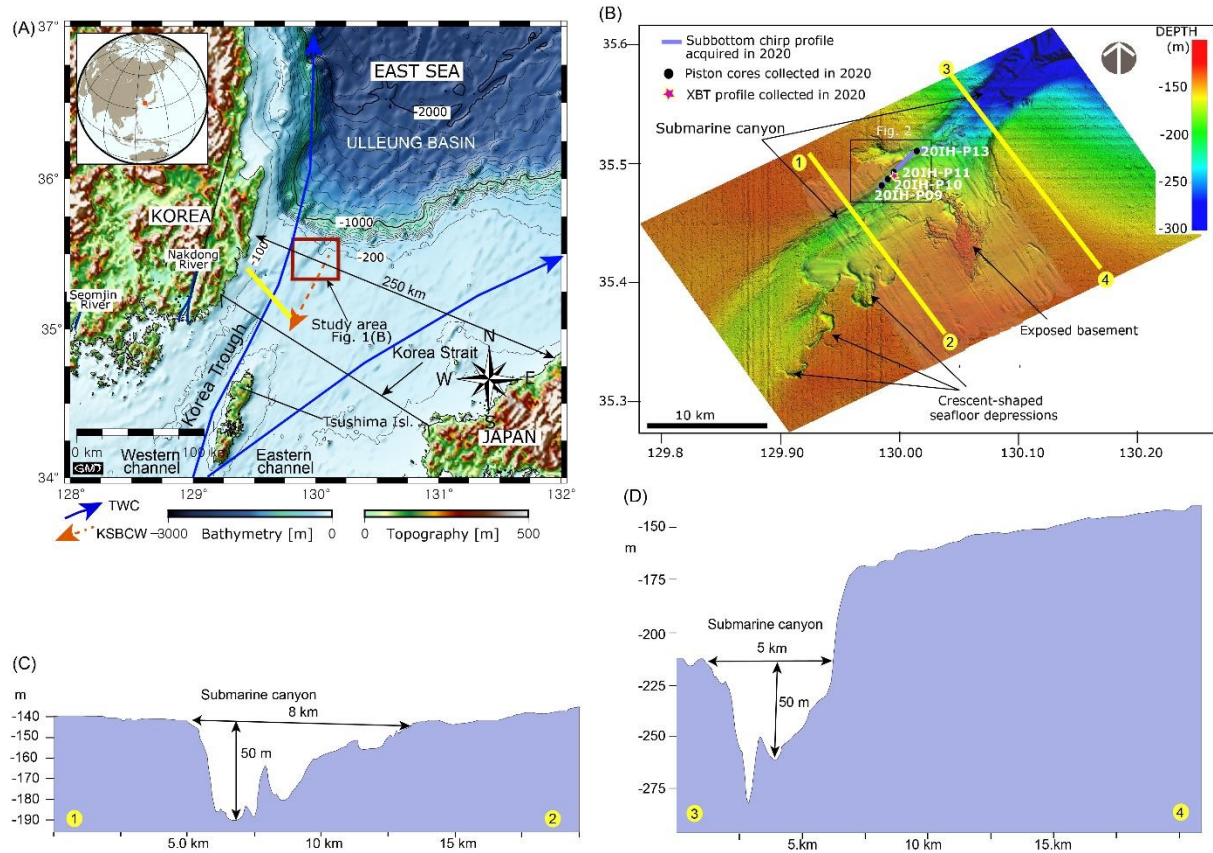 (A)
37°
36°
35°
34°
128°
129°
130°
131°
132°
EAST SEA
-2000
ULLEUNG BASIN
KOREA
-1000
-100
-200
Nakdong
River
Seomjin
River
250 km
Study area
Fig. 1(B)
Korea Strait
Korea Trough
N
W
E
S
Tsushima Isl.
JAPAN
0 km
100 km
Western
channel
Eastern
channel
GMD
TWC
KSBCW
-3000 Bathymetry [m] 0
0 Topography [m] 500
(B)
35.6
35.5
35.4
35.3
129.8
129.90
130.0
130.10
130.20
Subbottom chirp profile
acquired in 2020
Piston cores collected in 2020
XBT profile collected in 2020
DEPTH
(m)
-100
-150
-200
-250
-300
Submarine canyon
Fig. 2
20IH-P13
20IH-P11
20IH-P10
20IH-P09
1
2
3
4
Exposed basement
Crescent-shaped
seafloor depressions
10 km
(C)
m
-140
-150
-160
-170
-180
-190
Submarine canyon
8 km
50 m
1
2
5.0 km
10 km
15 km
(D)
-150
m
-175
-200
-225
-250
-275
Submarine canyon
5 km
50 m
3
4
5km
10 km
15.km